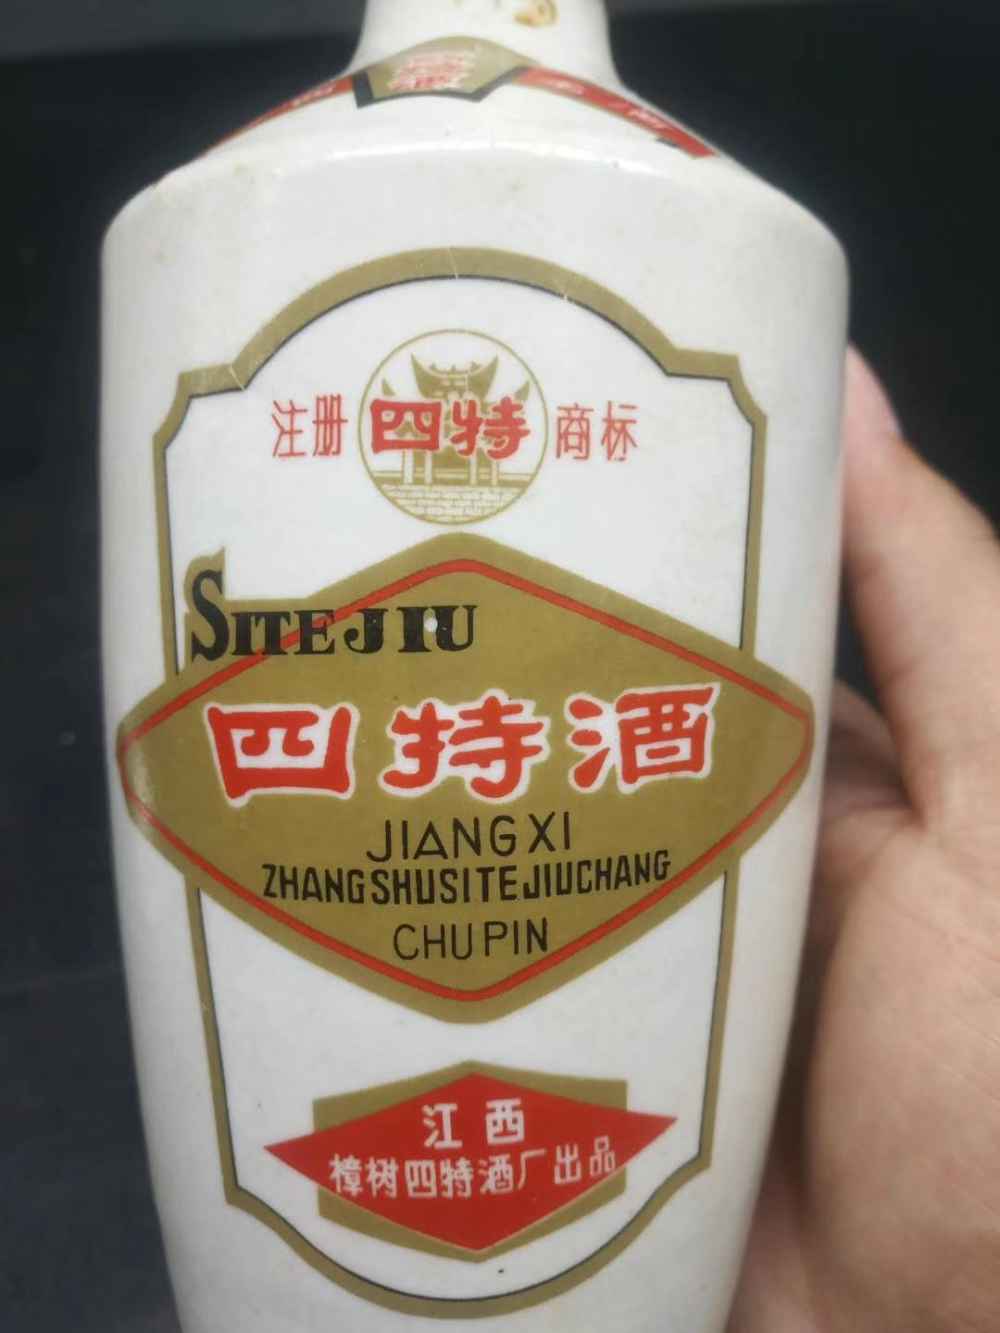 注册 四特 商标
SITEJIU
四特酒
JIANGXI
ZHANGSHUSITEJIUCHANG
CHUPIN
江西
樟树四特酒厂出品